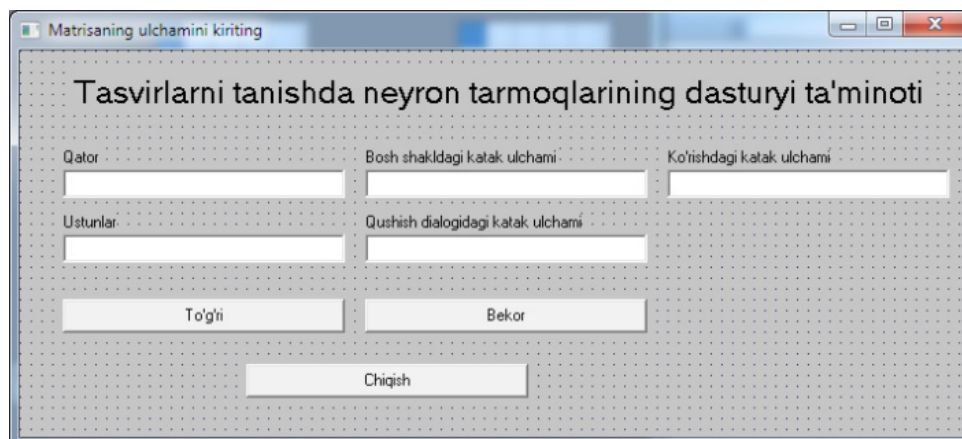 Matrisaning ulchamini kiriting
Tasvirlarni tanishda neyron tarmoqlarining dasturyi ta'minoti
Qator
Bosh shakldagi katak ulchami
Ko'rishdagi katak ulchami
Ustunlar
Qushish dialogidagi katak ulchami
To'g'ri
Bekor
Chiqish